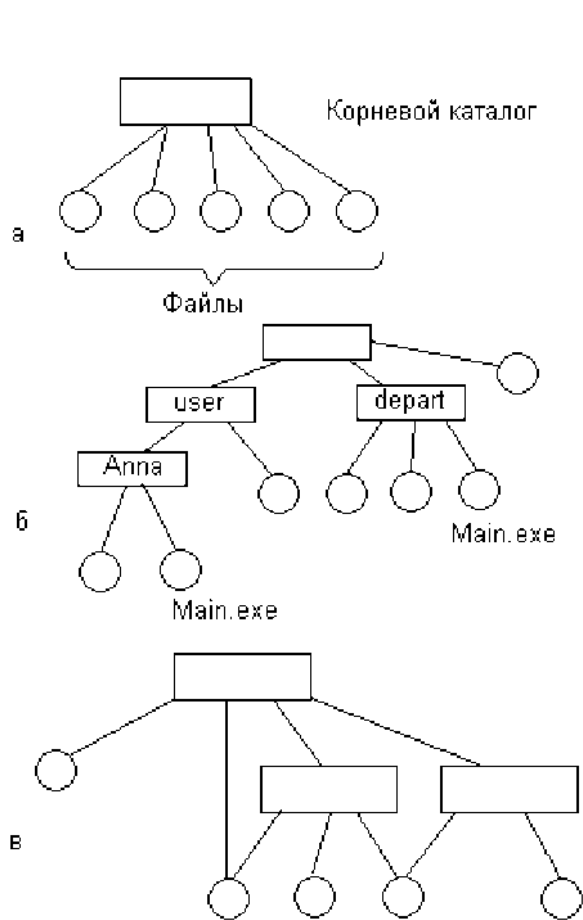 Корневой каталог
а
Файлы
user
depart
Anna
б
Main.exe
Main.exe
в